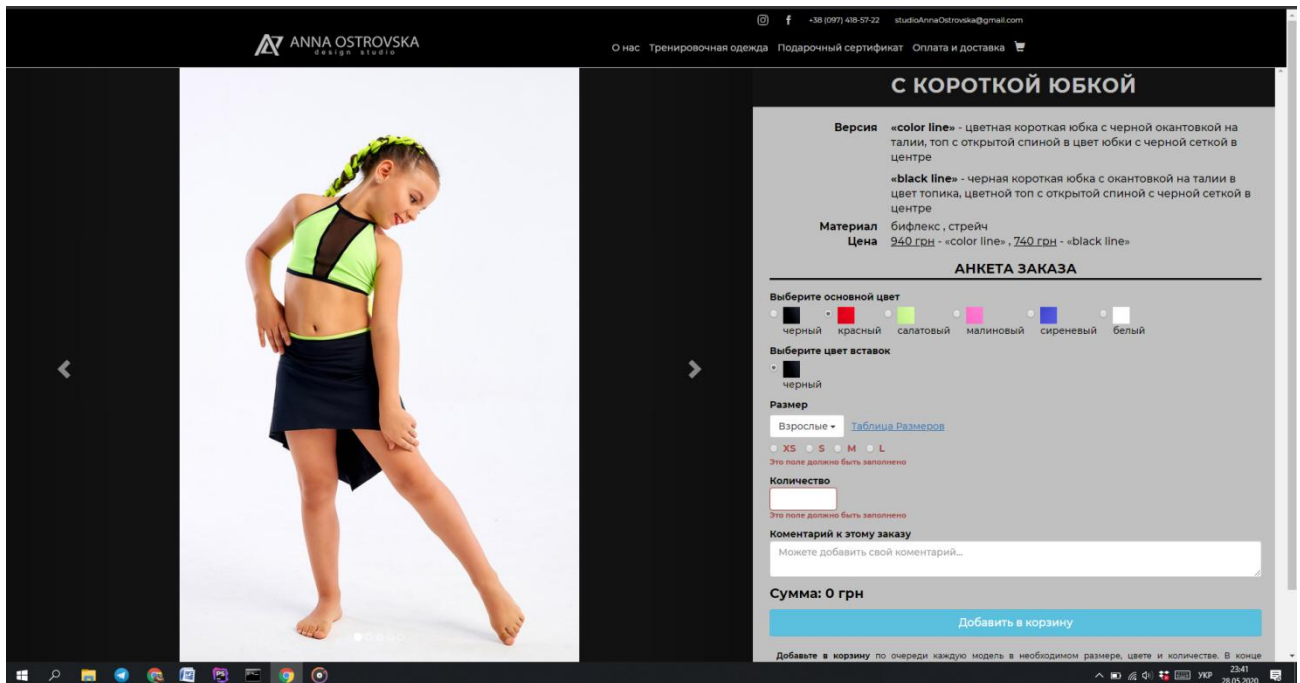 +38 (097) 418-57-22 studioAnnaOstrovska@gmail.com
ANNA OSTROVSKA
design studio
О нас Тренировочная одежда Подарочный сертификат Оплата и доставка
С КОРОТКОЙ ЮБКОЙ
Версия «color line» - цветная короткая юбка с черной окантовкой на
талии, топ с открытой спиной в цвет юбки с черной сеткой в
центре
«black line» - черная короткая юбка с окантовкой на талии в
цвет топика, цветной топ с открытой спиной с черной сеткой в
центре
Материал бифлекс , стрейч
Цена 940 грн - «color line» , 740 грн - «black line»
АНКЕТА ЗАКАЗА
Выберите основной цвет
черный красный салатовый малиновый сиреневый белый
Выберите цвет вставок
черный
Размер
Взрослые Таблица Размеров
XS S M L
Это поле должно быть заполнено
Количество
Это поле должно быть заполнено
Коментарий к этому заказу
Можете добавить свой коментарий...
Сумма: 0 грн
Добавить в корзину
Добавьте в корзину по очереди каждую модель в необходимом размере, цвете и количестве. В конце
УКР 23:41
28.05.2020